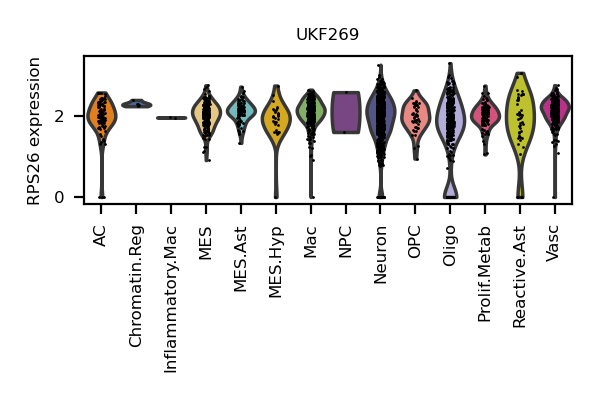 UKF269
RPS26 expression
2
0
AC
Chromatin.Reg
Inflammatory.Mac
MES
MES.Ast
MES.Hyp
Mac
NPC
Neuron
OPC
Oligo
Prolif.Metab
Reactive.Ast
Vasc